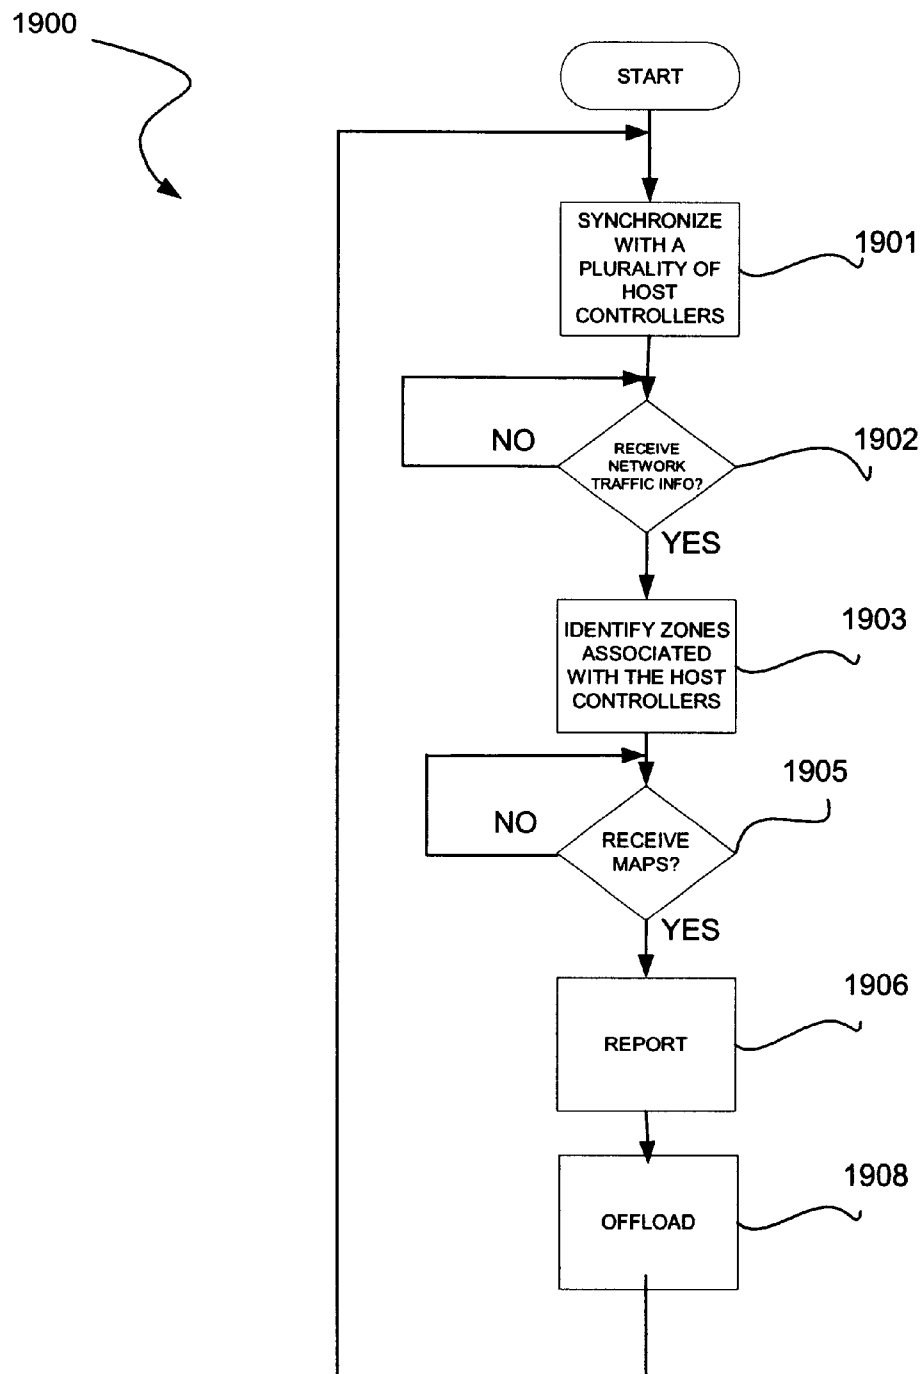 1900
START
SYNCHRONIZE
WITH A
PLURALITY OF
HOST
CONTROLLERS
1901
RECEIVE
NETWORK
TRAFFIC INFO?
1902
NO
YES
IDENTIFY ZONES
ASSOCIATED
WITH THE HOST
CONTROLLERS
1903
RECEIVE
MAPS?
1905
NO
YES
REPORT
1906
OFFLOAD
1908